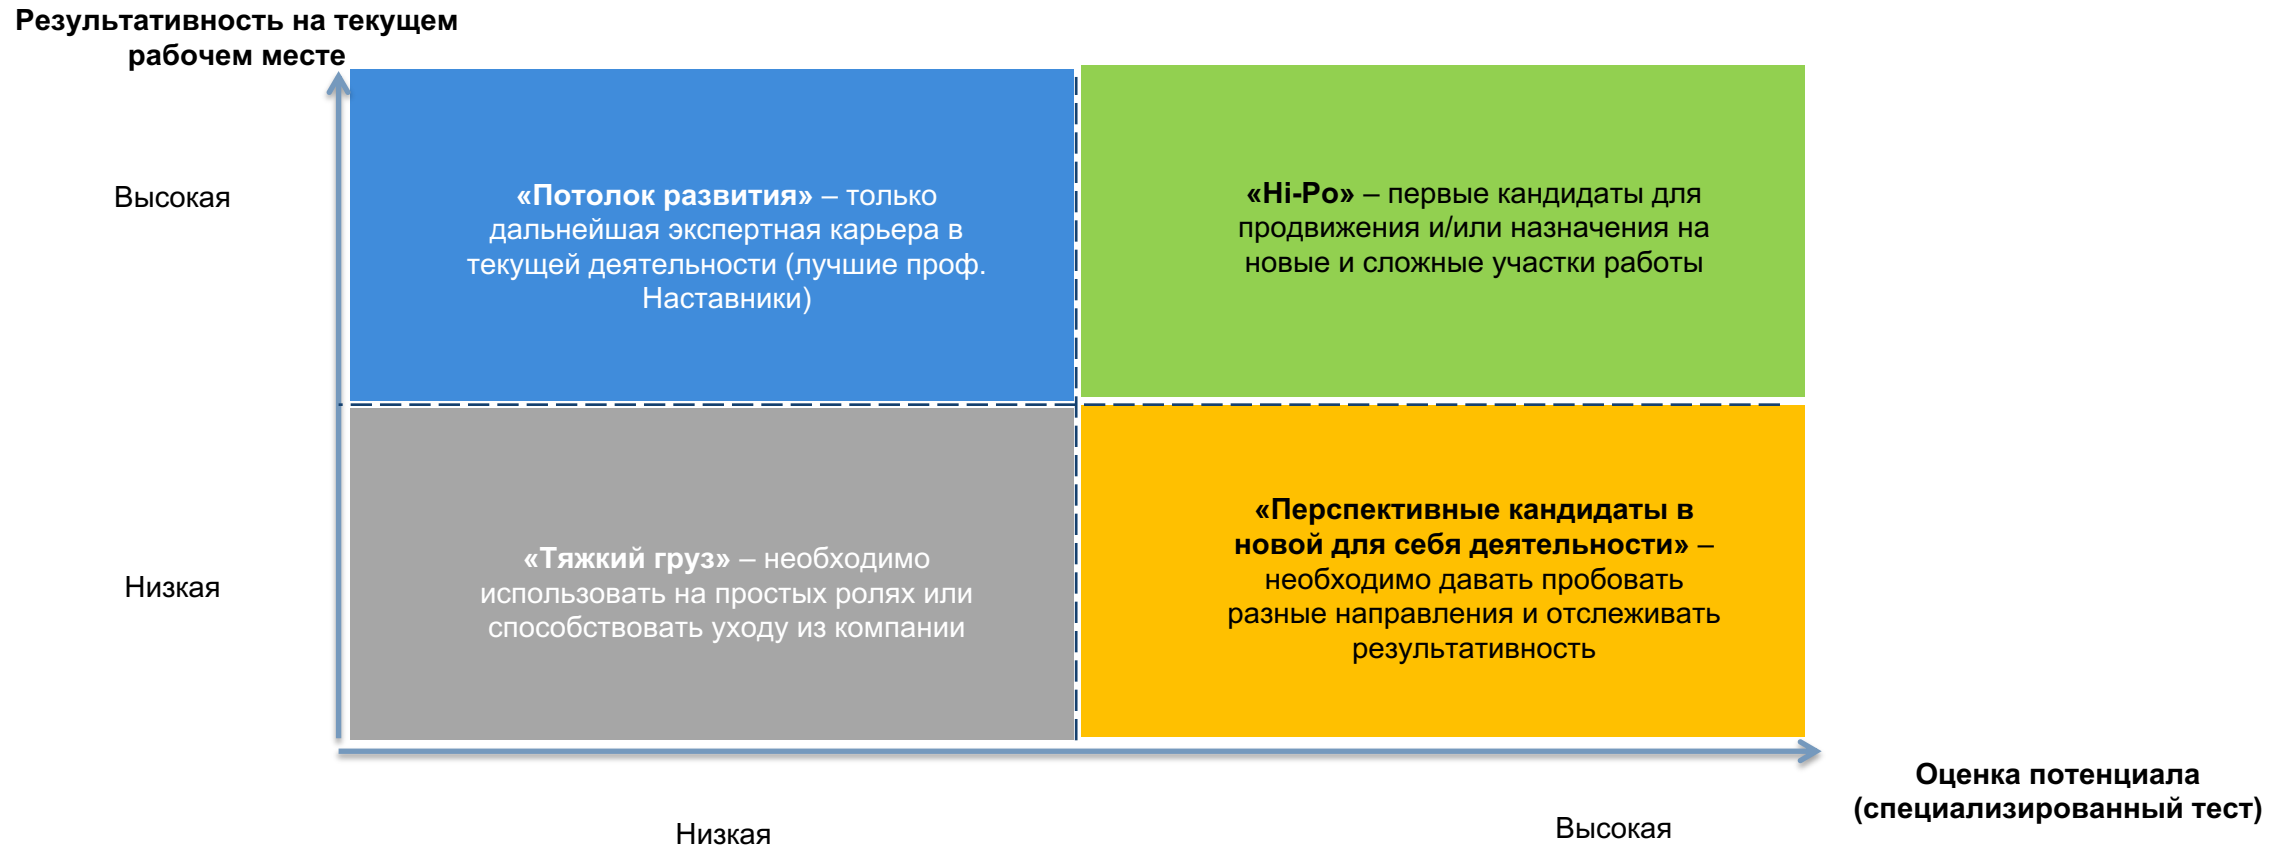 Результативность на текущем
рабочем месте
Высокая
«Потолок развития» – только
дальнейшая экспертная карьера в
текущей деятельности (лучшие проф.
Наставники)
«Hi-Po» – первые кандидаты для
продвижения и/или назначения на
новые и сложные участки работы
Низкая
«Тяжкий груз» – необходимо
использовать на простых ролях или
способствовать уходу из компании
«Перспективные кандидаты в
новой для себя деятельности» –
необходимо давать пробовать
разные направления и отслеживать
результативность
Оценка потенциала
(специализированный тест)
Низкая
Высокая